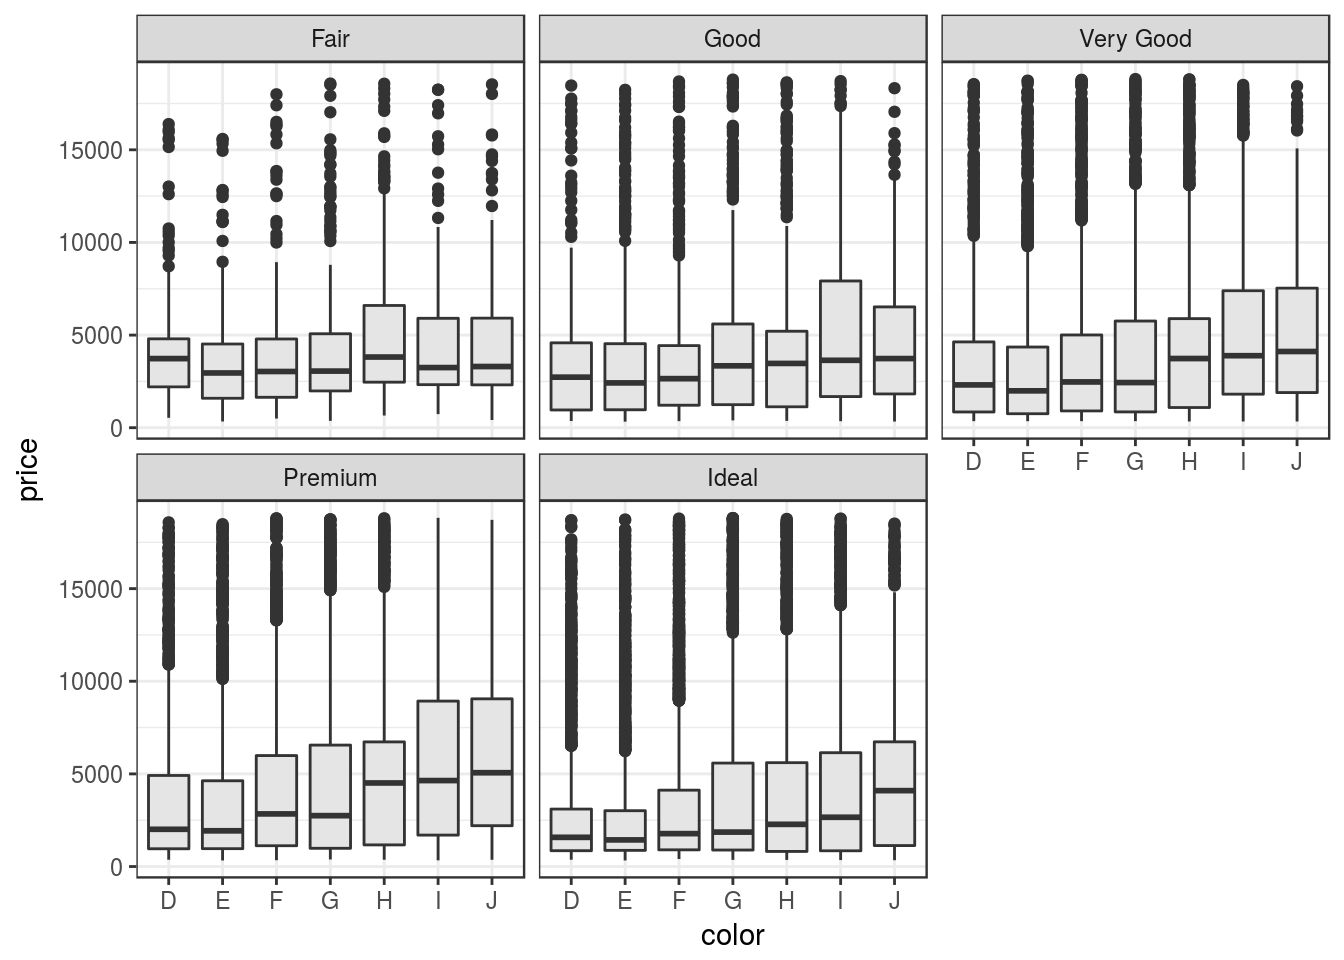 Fair
Good
Very Good
15000
10000
5000
0
D E F G H I J
price
Premium
Ideal
15000
10000
5000
0
D E F G H I J
D E F G H I J
color